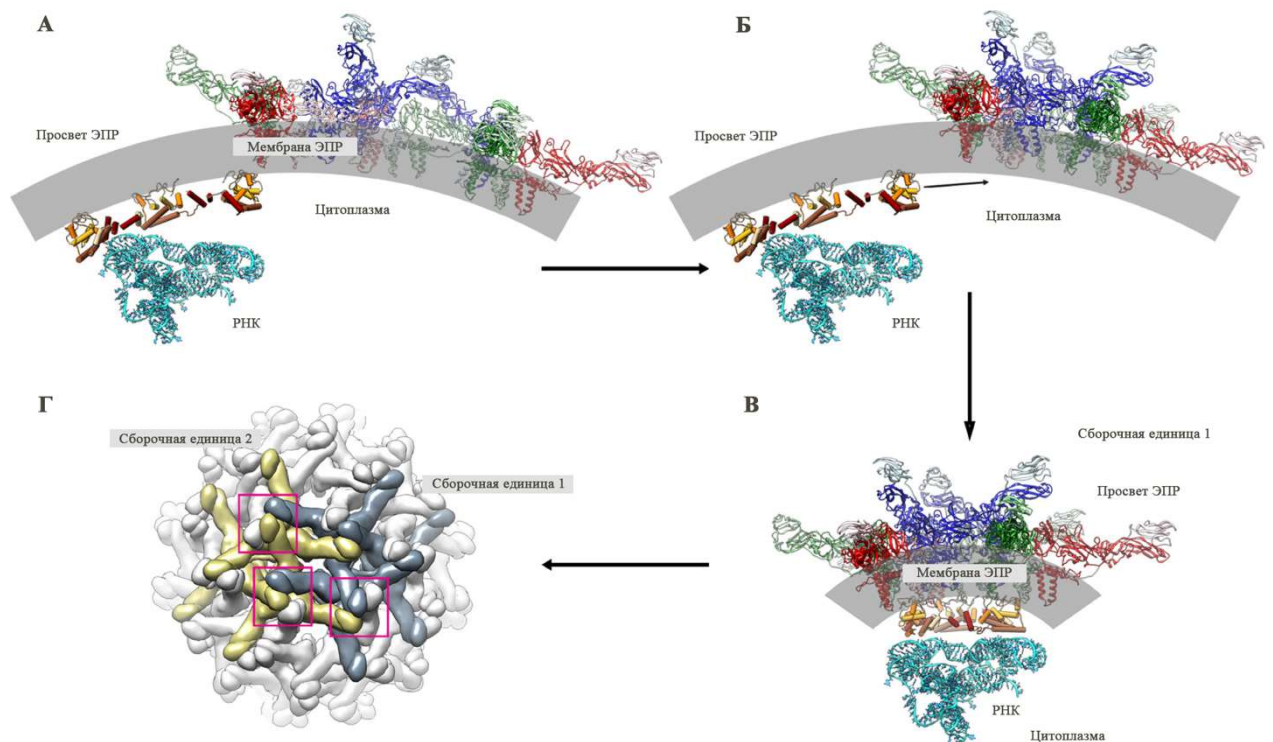 А
Просвет ЭПР
Мембрана ЭПР
Цитоплазма
РНК
Б
Просвет ЭПР
Цитоплазма
РНК
Г
Сборочная единица 2
Сборочная единица 1
В
Сборочная единица 1
Просвет ЭПР
Мембрана ЭПР
РНК
Цитоплазма